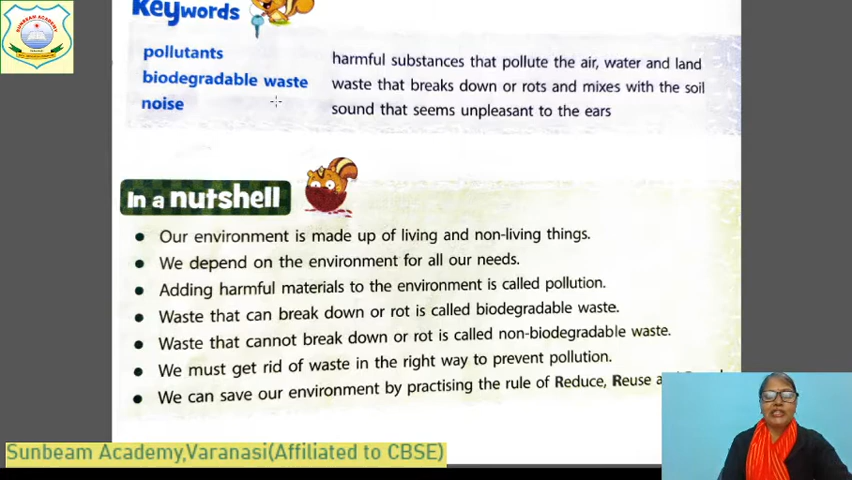 SUNBEAM ACADEMY
Keywords
pollutants
harmful substances that pollute the air, water and land
biodegradable waste
waste that breaks down or rots and mixes with the soil
noise
sound that seems unpleasant to the ears
In a nutshell
• Our environment is made up of living and non-living things.
• We depend on the environment for all our needs.
• Adding harmful materials to the environment is called pollution.
• Waste that can break down or rot is called biodegradable waste.
• Waste that cannot break down or rot is called non-biodegradable waste.
• We must get rid of waste in the right way to prevent pollution.
• We can save our environment by practising the rule of Reduce, Reuse
Sunbeam Academy,Varanasi(Affiliated to CBSE)